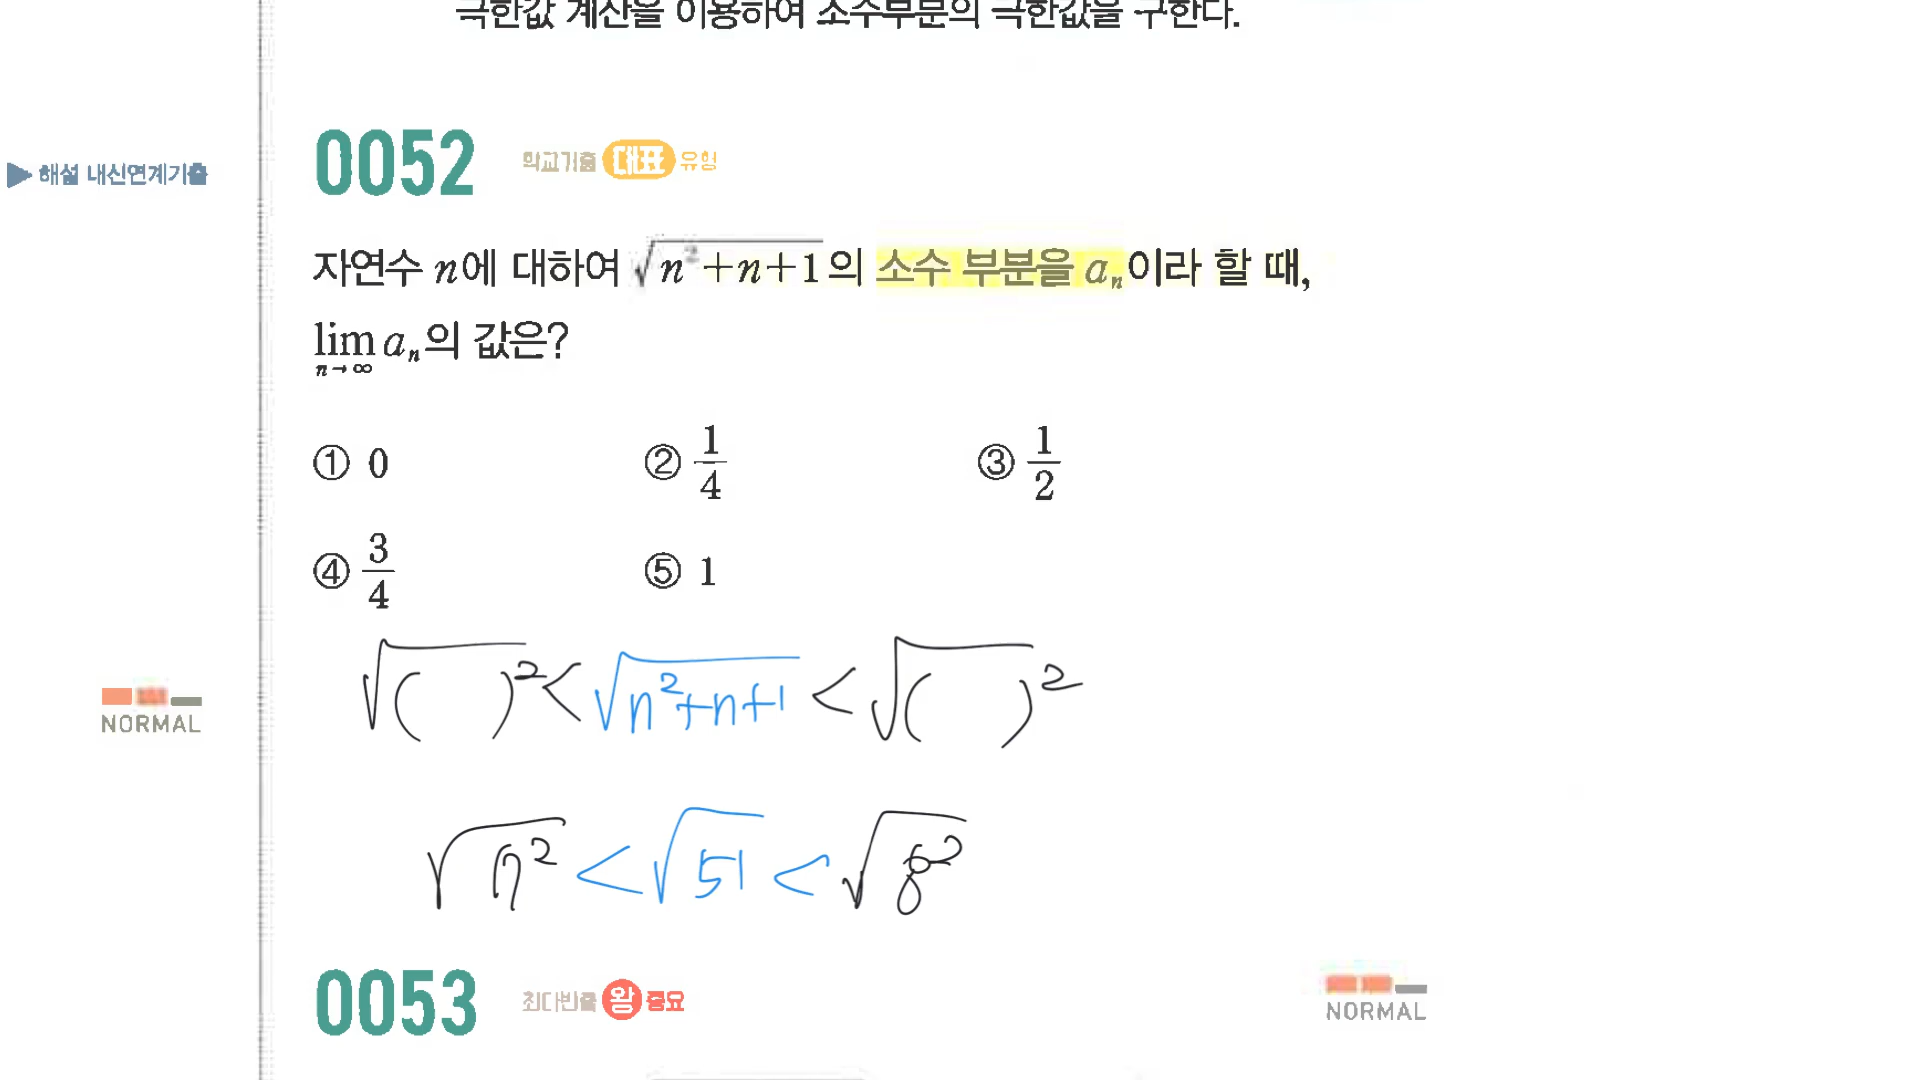 극한값 계산을 이용하여 소수부분의 극한값을 구한다.
▶ 해설 내신연계기출
0052 학교기출 대표 유형
자연수 n에 대하여 √(n²+n+1)의 소수 부분을 aₙ이라 할 때,
lim n→∞ aₙ의 값은?
① 0 ② 1/4 ③ 1/2
④ 3/4 ⑤ 1
√( )² < √(n²+n+1) < √( )²
NORMAL
√7² < √51 < √8²
0053 최다빈출 왕 중요
NORMAL